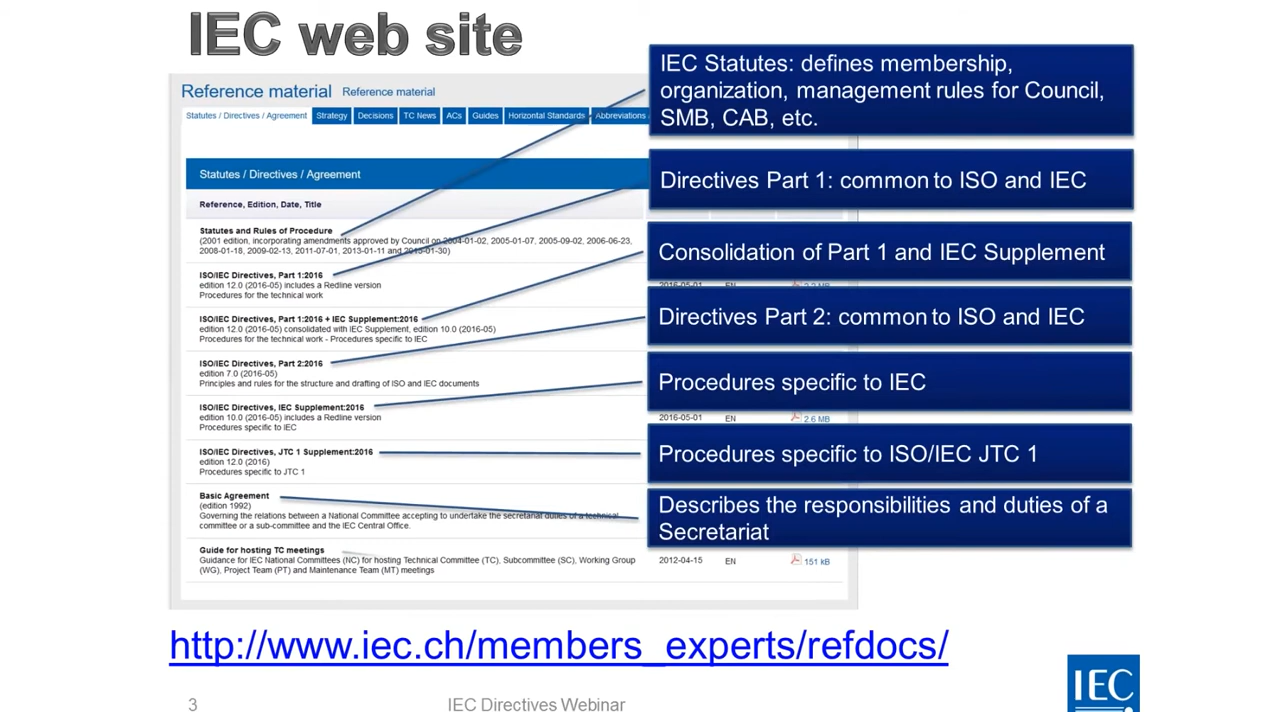 IEC web site
Reference material Reference material
Statutes / Directives / Agreement Strategy Decisions TC News ACs Guides Horizontal Standards Abbreviations
Statutes / Directives / Agreement
Reference, Edition, Date, Title
Statutes and Rules of Procedure
(2001 edition, incorporating amendments approved by Council on 2004-01-02, 2005-01-07, 2005-09-02, 2006-06-23,
2008-01-18, 2009-02-13, 2011-07-01, 2013-01-11 and 2015-01-30)
ISO/IEC Directives, Part 1:2016
edition 12.0 (2016-05) includes a Redline version
Procedures for the technical work
2016-05-01 EN 2.2 MB
ISO/IEC Directives, Part 1:2016 + IEC Supplement:2016
edition 12.0 (2016-05) consolidated with IEC Supplement, edition 10.0 (2016-05)
Procedures for the technical work - Procedures specific to IEC
ISO/IEC Directives, Part 2:2016
edition 7.0 (2016-05)
Principles and rules for the structure and drafting of ISO and IEC documents
ISO/IEC Directives, IEC Supplement:2016
edition 10.0 (2016-05) includes a Redline version
Procedures specific to IEC
2016-05-01 EN 2.6 MB
ISO/IEC Directives, JTC 1 Supplement:2016
edition 12.0 (2016)
Procedures specific to JTC 1
Basic Agreement
(edition 1992)
Governing the relations between a National Committee accepting to undertake the secretariat duties of a technical
committee or a sub-committee and the IEC Central Office.
Guide for hosting TC meetings
Guidance for IEC National Committees (NC) for hosting Technical Committee (TC), Subcommittee (SC), Working Group
(WG), Project Team (PT) and Maintenance Team (MT) meetings
2012-04-15 EN 151 kB
IEC Statutes: defines membership,
organization, management rules for Council,
SMB, CAB, etc.
Directives Part 1: common to ISO and IEC
Consolidation of Part 1 and IEC Supplement
Directives Part 2: common to ISO and IEC
Procedures specific to IEC
Procedures specific to ISO/IEC JTC 1
Describes the responsibilities and duties of a
Secretariat
http://www.iec.ch/members_experts/refdocs/
3
IEC Directives Webinar
IEC